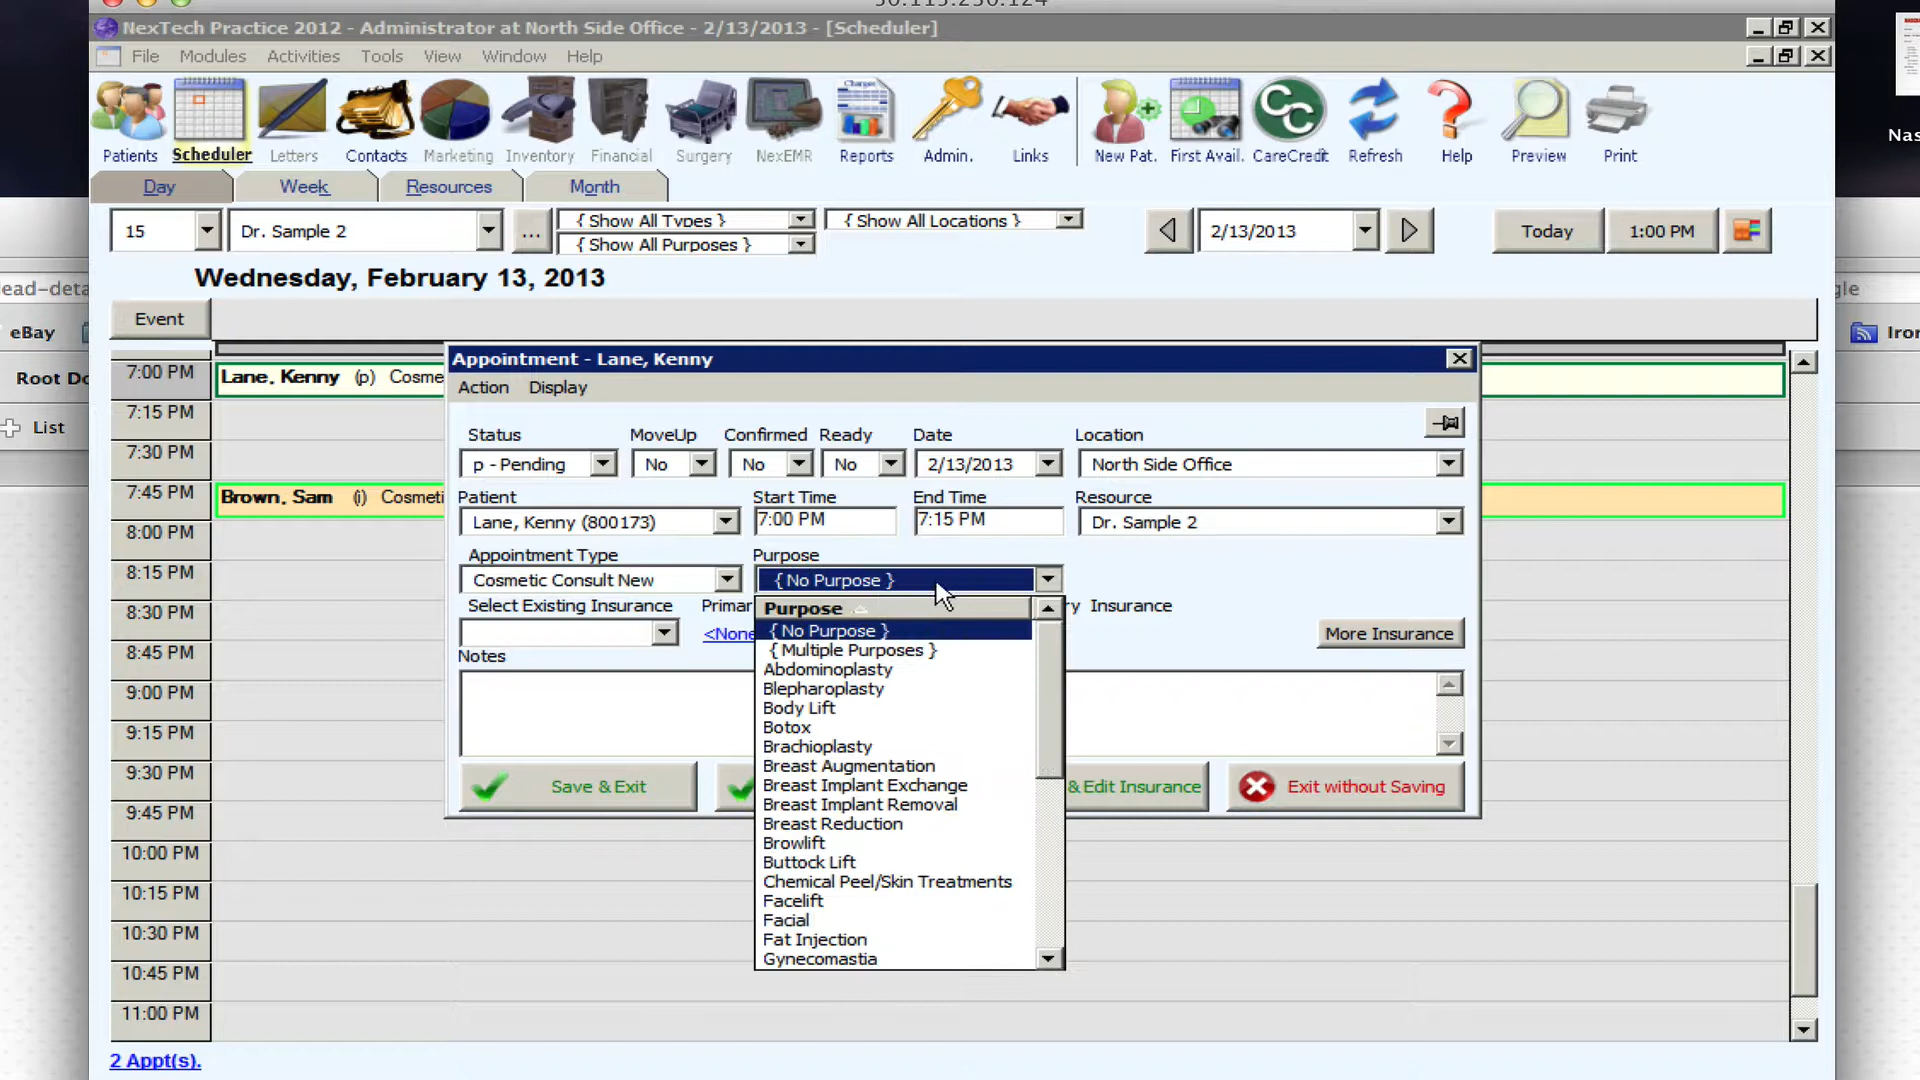 50.115.230.124
NexTech Practice 2012 - Administrator at North Side Office - 2/13/2013 - [Scheduler]
File Modules Activities Tools View Window Help
Patients Scheduler Letters Contacts Marketing Inventory Financial Surgery NexEMR Reports Admin. Links New Pat. First Avail. CareCredit Refresh Help Preview Print
Nas
Day Week Resources Month
15 Dr. Sample 2 ... { Show All Types } { Show All Locations } 2/13/2013 Today 1:00 PM
{ Show All Purposes }
Wednesday, February 13, 2013
ead-deta
gle
Event
eBay
Iron
Root Do
List
7:00 PM Lane, Kenny (p) Cosme
7:15 PM
7:30 PM
7:45 PM Brown, Sam (i) Cosmeti
8:00 PM
8:15 PM
8:30 PM
8:45 PM
9:00 PM
9:15 PM
9:30 PM
9:45 PM
10:00 PM
10:15 PM
10:30 PM
10:45 PM
11:00 PM
2 Appt(s).
Appointment - Lane, Kenny
Action Display
Status MoveUp Confirmed Ready Date Location
p - Pending No No No 2/13/2013 North Side Office
Patient Start Time End Time Resource
Lane, Kenny (800173) 7:00 PM 7:15 PM Dr. Sample 2
Appointment Type Purpose
Cosmetic Consult New { No Purpose }
Select Existing Insurance Primar y Insurance
<None More Insurance
Notes
Purpose
{ No Purpose }
{ Multiple Purposes }
Abdominoplasty
Blepharoplasty
Body Lift
Botox
Brachioplasty
Breast Augmentation
Breast Implant Exchange
Breast Implant Removal
Breast Reduction
Browlift
Buttock Lift
Chemical Peel/Skin Treatments
Facelift
Facial
Fat Injection
Gynecomastia
Save & Exit & Edit Insurance Exit without Saving